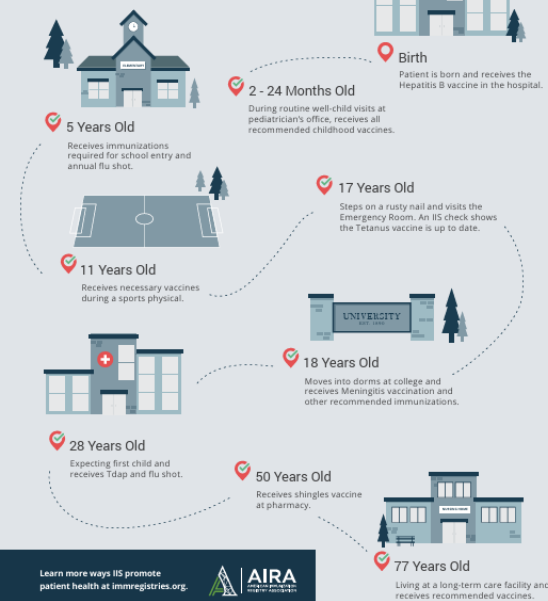 Birth
Patient is born and receives the
Hepatitis B vaccine in the hospital.
2 - 24 Months Old
During routine well-child visits at
pediatrician's office, receives all
recommended childhood vaccines.
ELEMENTARY
5 Years Old
Receives immunizations
required for school entry and
annual flu shot.
11 Years Old
Receives necessary vaccines
during a sports physical.
17 Years Old
Steps on a rusty nail and visits the
Emergency Room. An IIS check shows
the Tetanus vaccine is up to date.
UNIVERSITY
18 Years Old
Moves into dorms at college and
receives Meningitis vaccination and
other recommended immunizations.
28 Years Old
Expecting first child and
receives Tdap and flu shot.
50 Years Old
Receives shingles vaccine
at pharmacy.
77 Years Old
Living at a long-term care facility and
receives recommended vaccines.
Learn more ways IIS promote
patient health at immregistries.org.
AIRA
AMERICAN IMMUNIZATION
REGISTRY ASSOCIATION